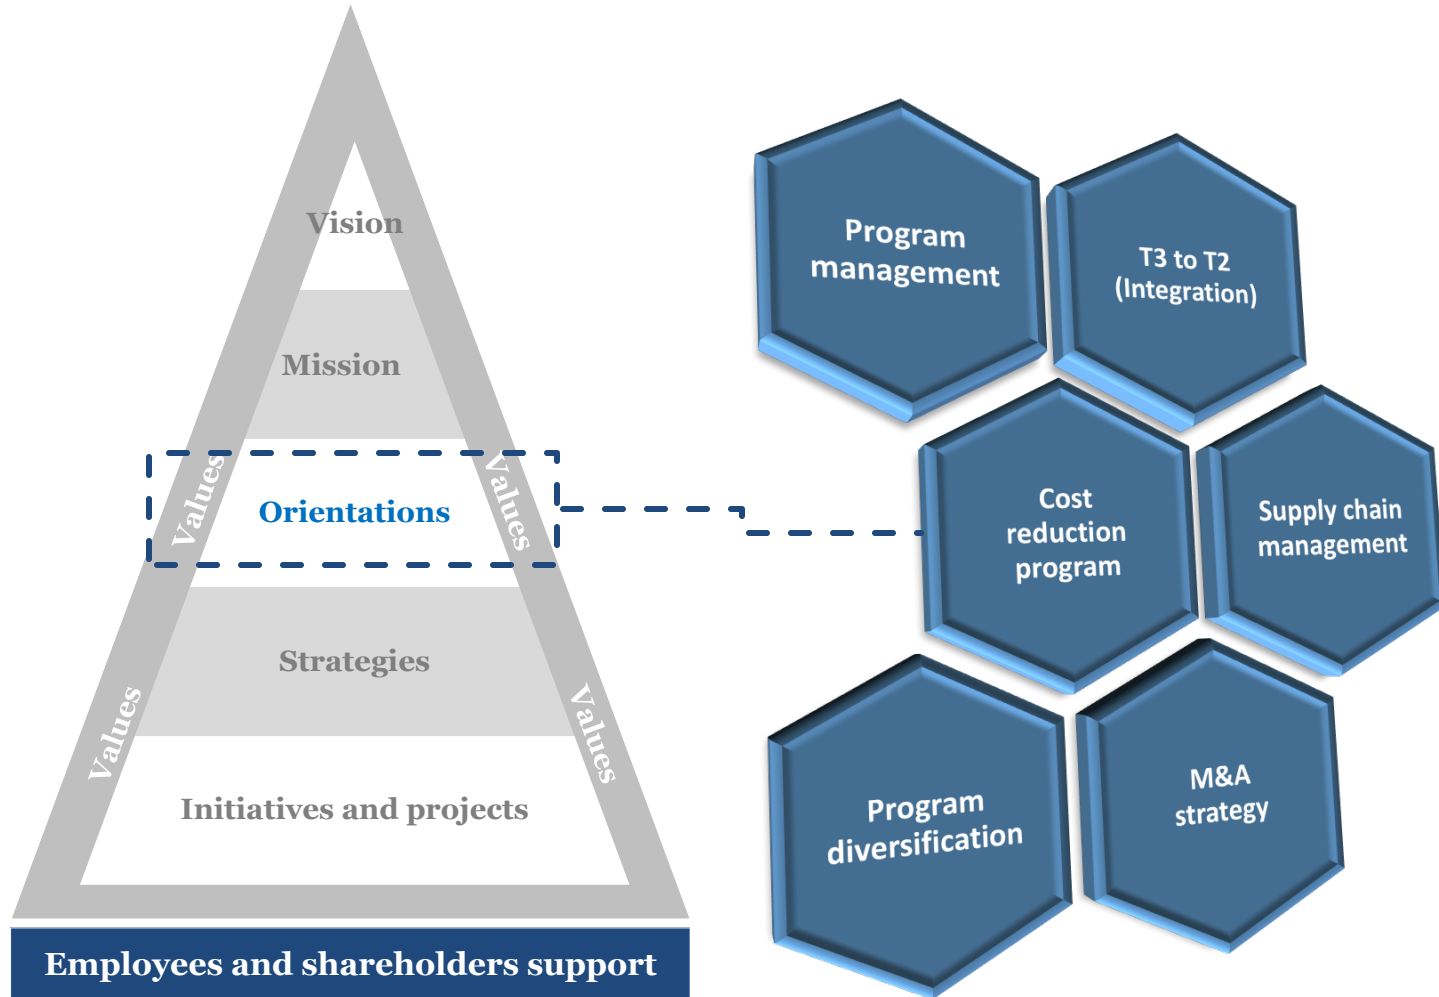 Vision
Mission
Values
Values
Orientations
Strategies
Values
Values
Initiatives and projects
Employees and shareholders support
Program
management
T3 to T2
(Integration)
Cost
reduction
program
Supply chain
management
Program
diversification
M&A
strategy